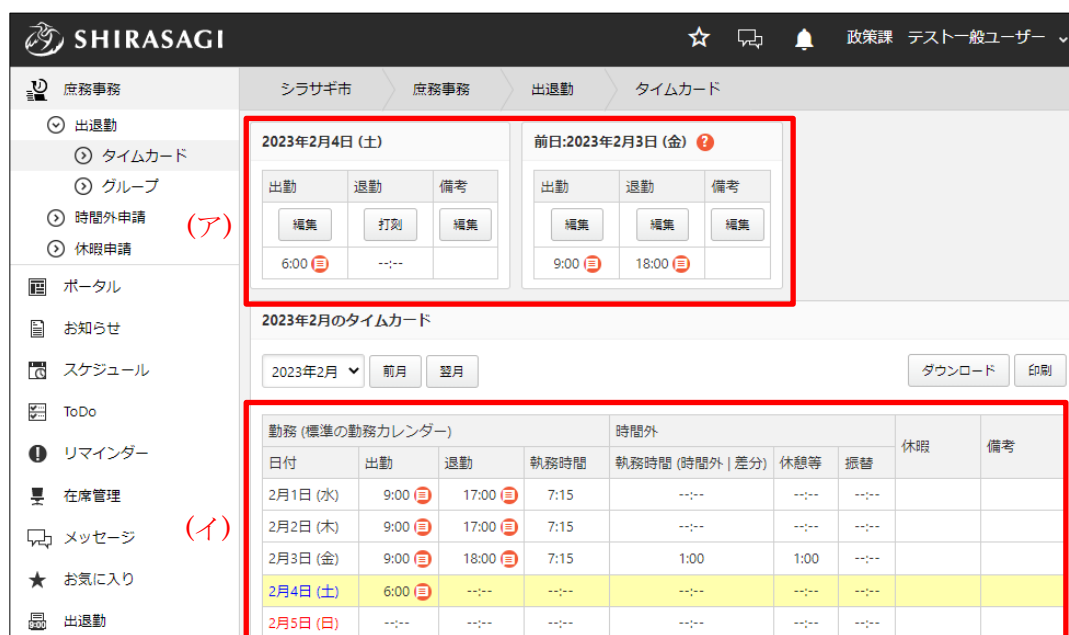 SHIRASAGI
政策課 テスト一般ユーザー
庶務事務
出退勤
タイムカード
グループ
時間外申請
休暇申請
ポータル
お知らせ
スケジュール
ToDo
リマインダー
在席管理
メッセージ
お気に入り
出退勤
(ア)
(イ)
シラサギ市 庶務事務 出退勤 タイムカード
2023年2月4日 (土)
出勤 退勤 備考
編集 打刻 編集
6:00 --:--
前日:2023年2月3日 (金) ?
出勤 退勤 備考
編集 編集 編集
9:00 18:00
2023年2月のタイムカード
2023年2月 前月 翌月 ダウンロード 印刷
勤務 (標準の勤務カレンダー) 時間外 休暇 備考
日付 出勤 退勤 執務時間 執務時間 (時間外 | 差分) 休憩等 振替
2月1日 (水) 9:00 17:00 7:15 --:-- --:-- --:--
2月2日 (木) 9:00 17:00 7:15 --:-- --:-- --:--
2月3日 (金) 9:00 18:00 7:15 1:00 1:00 --:--
2月4日 (土) 6:00 --:-- --:-- --:-- --:-- --:--
2月5日 (日) --:-- --:-- --:-- --:-- --:-- --:--